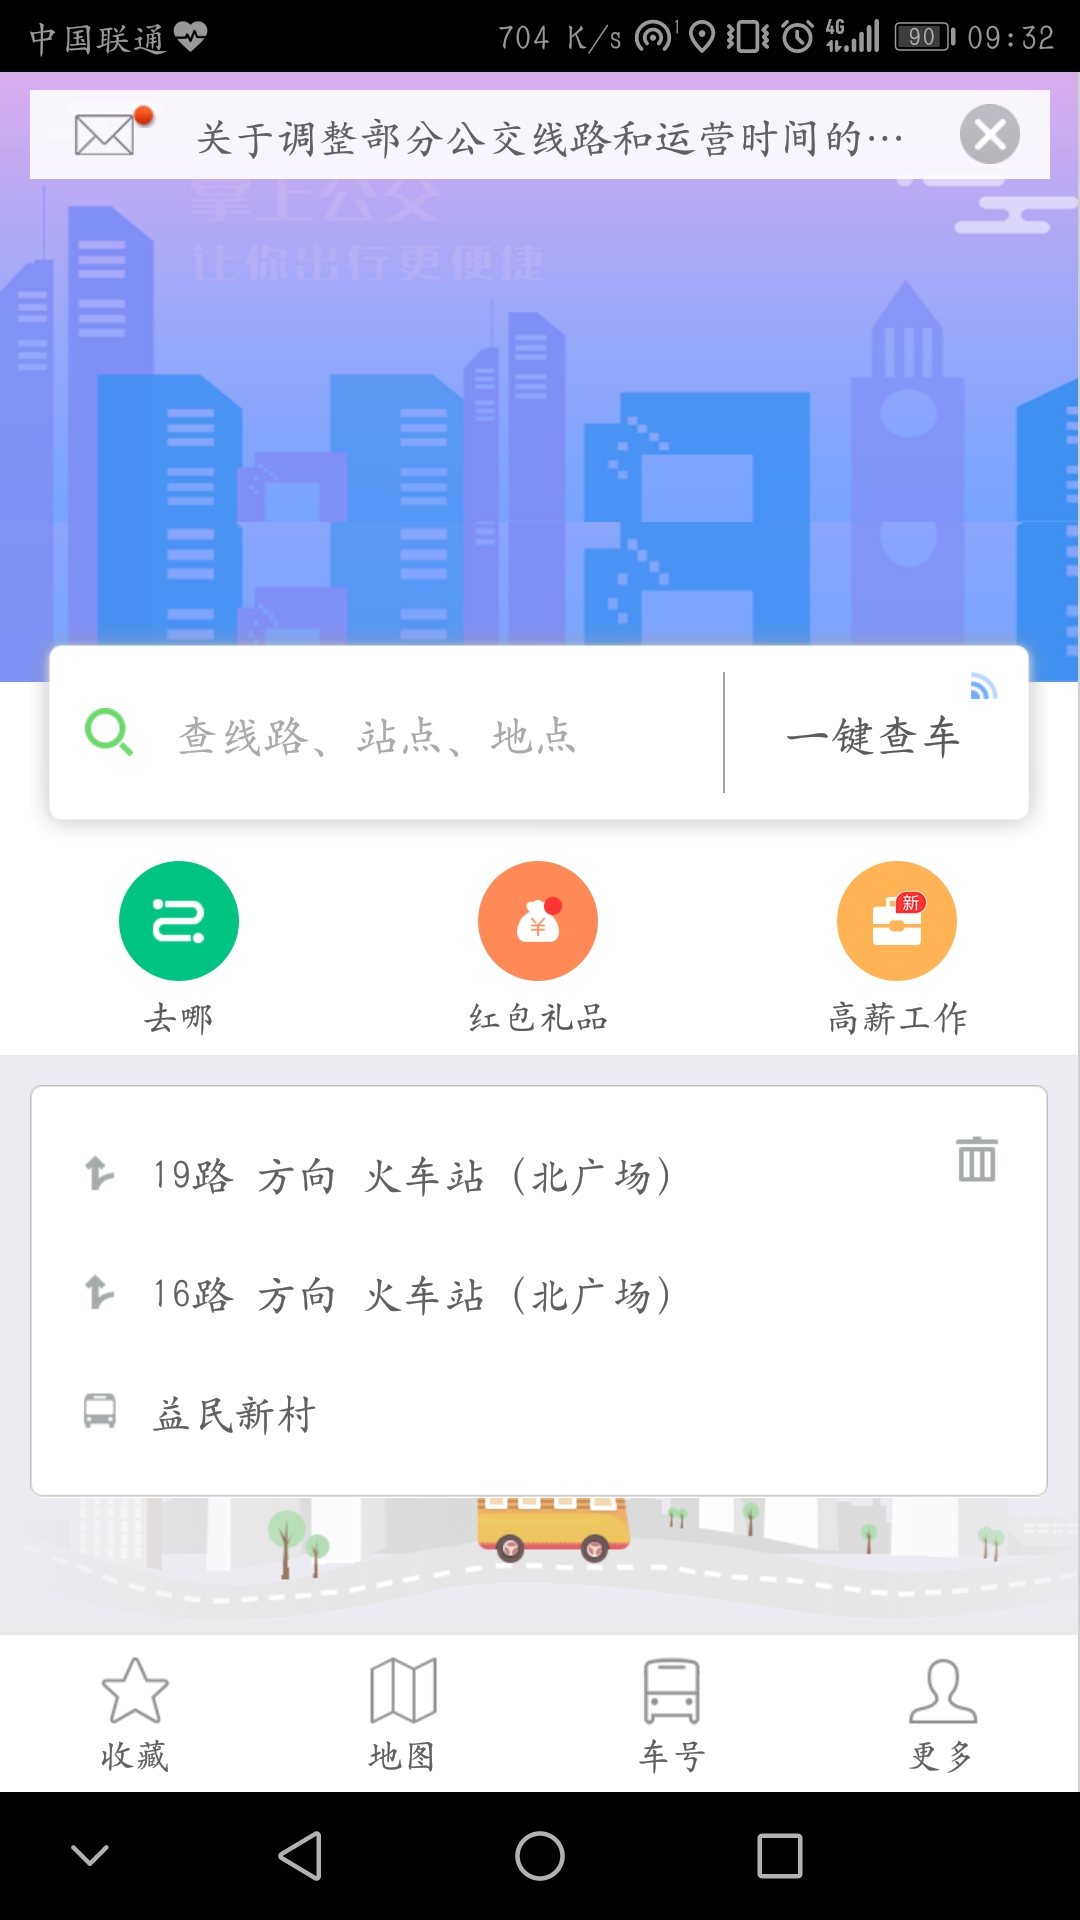 中国联通 704 K/s 1 4G 90 09:32
关于调整部分公交线路和运营时间的…
掌上公交
让你出行更便捷
查线路、站点、地点 一键查车
¥ 新
去哪 红包礼品 高薪工作
19路 方向 火车站（北广场）
16路 方向 火车站（北广场）
益民新村
收藏 地图 车号 更多